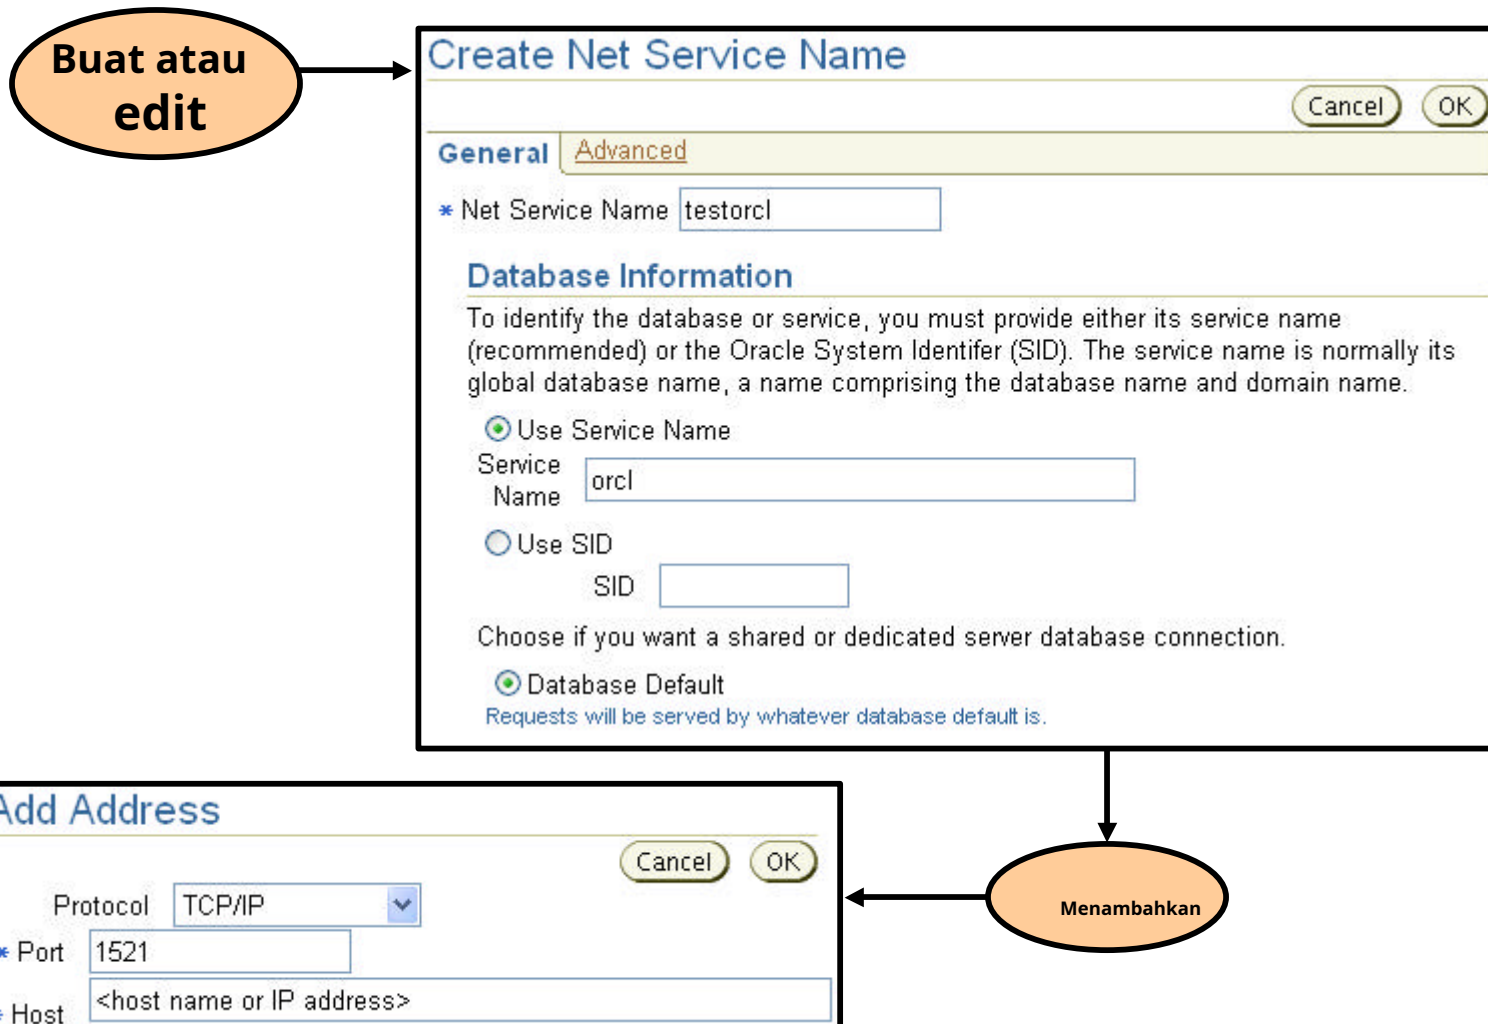 Buat atau
edit
Create Net Service Name
Cancel OK
General Advanced
* Net Service Name testorcl
Database Information
To identify the database or service, you must provide either its service name
(recommended) or the Oracle System Identifer (SID). The service name is normally its
global database name, a name comprising the database name and domain name.
Use Service Name
Service
Name
orcl
Use SID
SID
Choose if you want a shared or dedicated server database connection.
Database Default
Requests will be served by whatever database default is.
Add Address
Cancel OK
Protocol TCP/IP
* Port 1521
* Host <host name or IP address>
Menambahkan